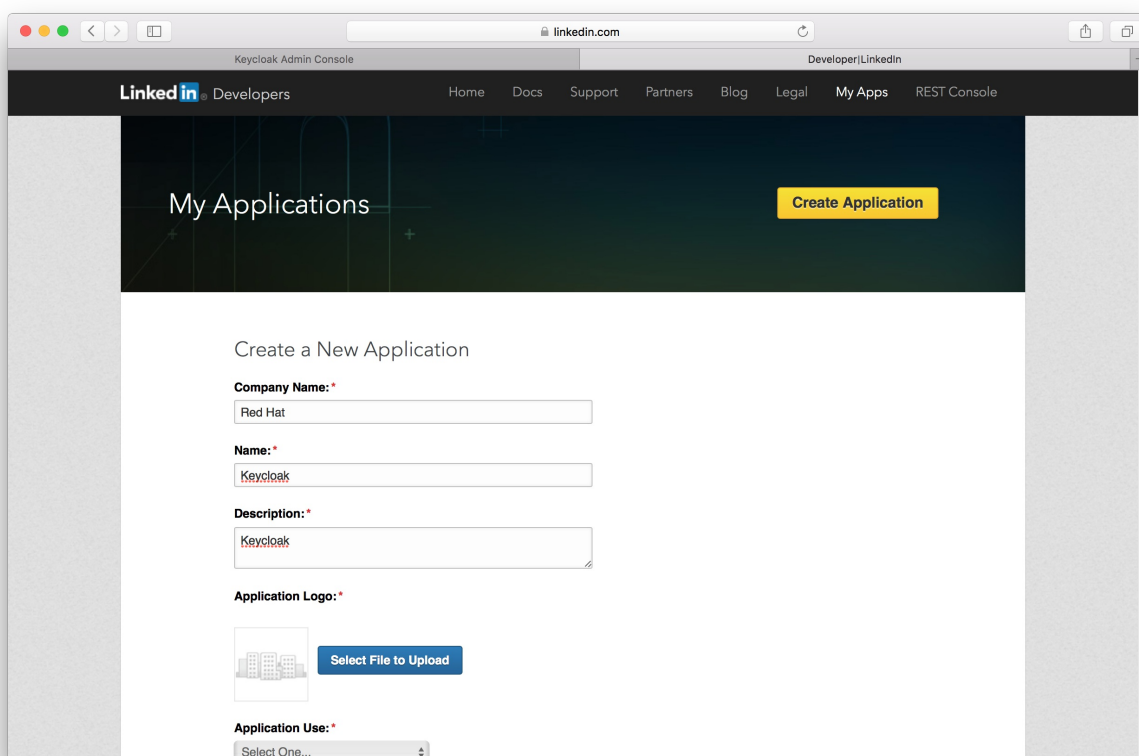 linkedin.com
Keycloak Admin Console
Developer|LinkedIn
Linked in® Developers
Home Docs Support Partners Blog Legal My Apps REST Console
My Applications
Create Application
Create a New Application
Company Name:*
Red Hat
Name:*
Keycloak
Description:*
Keycloak
Application Logo:*
Select File to Upload
Application Use:*
Select One...